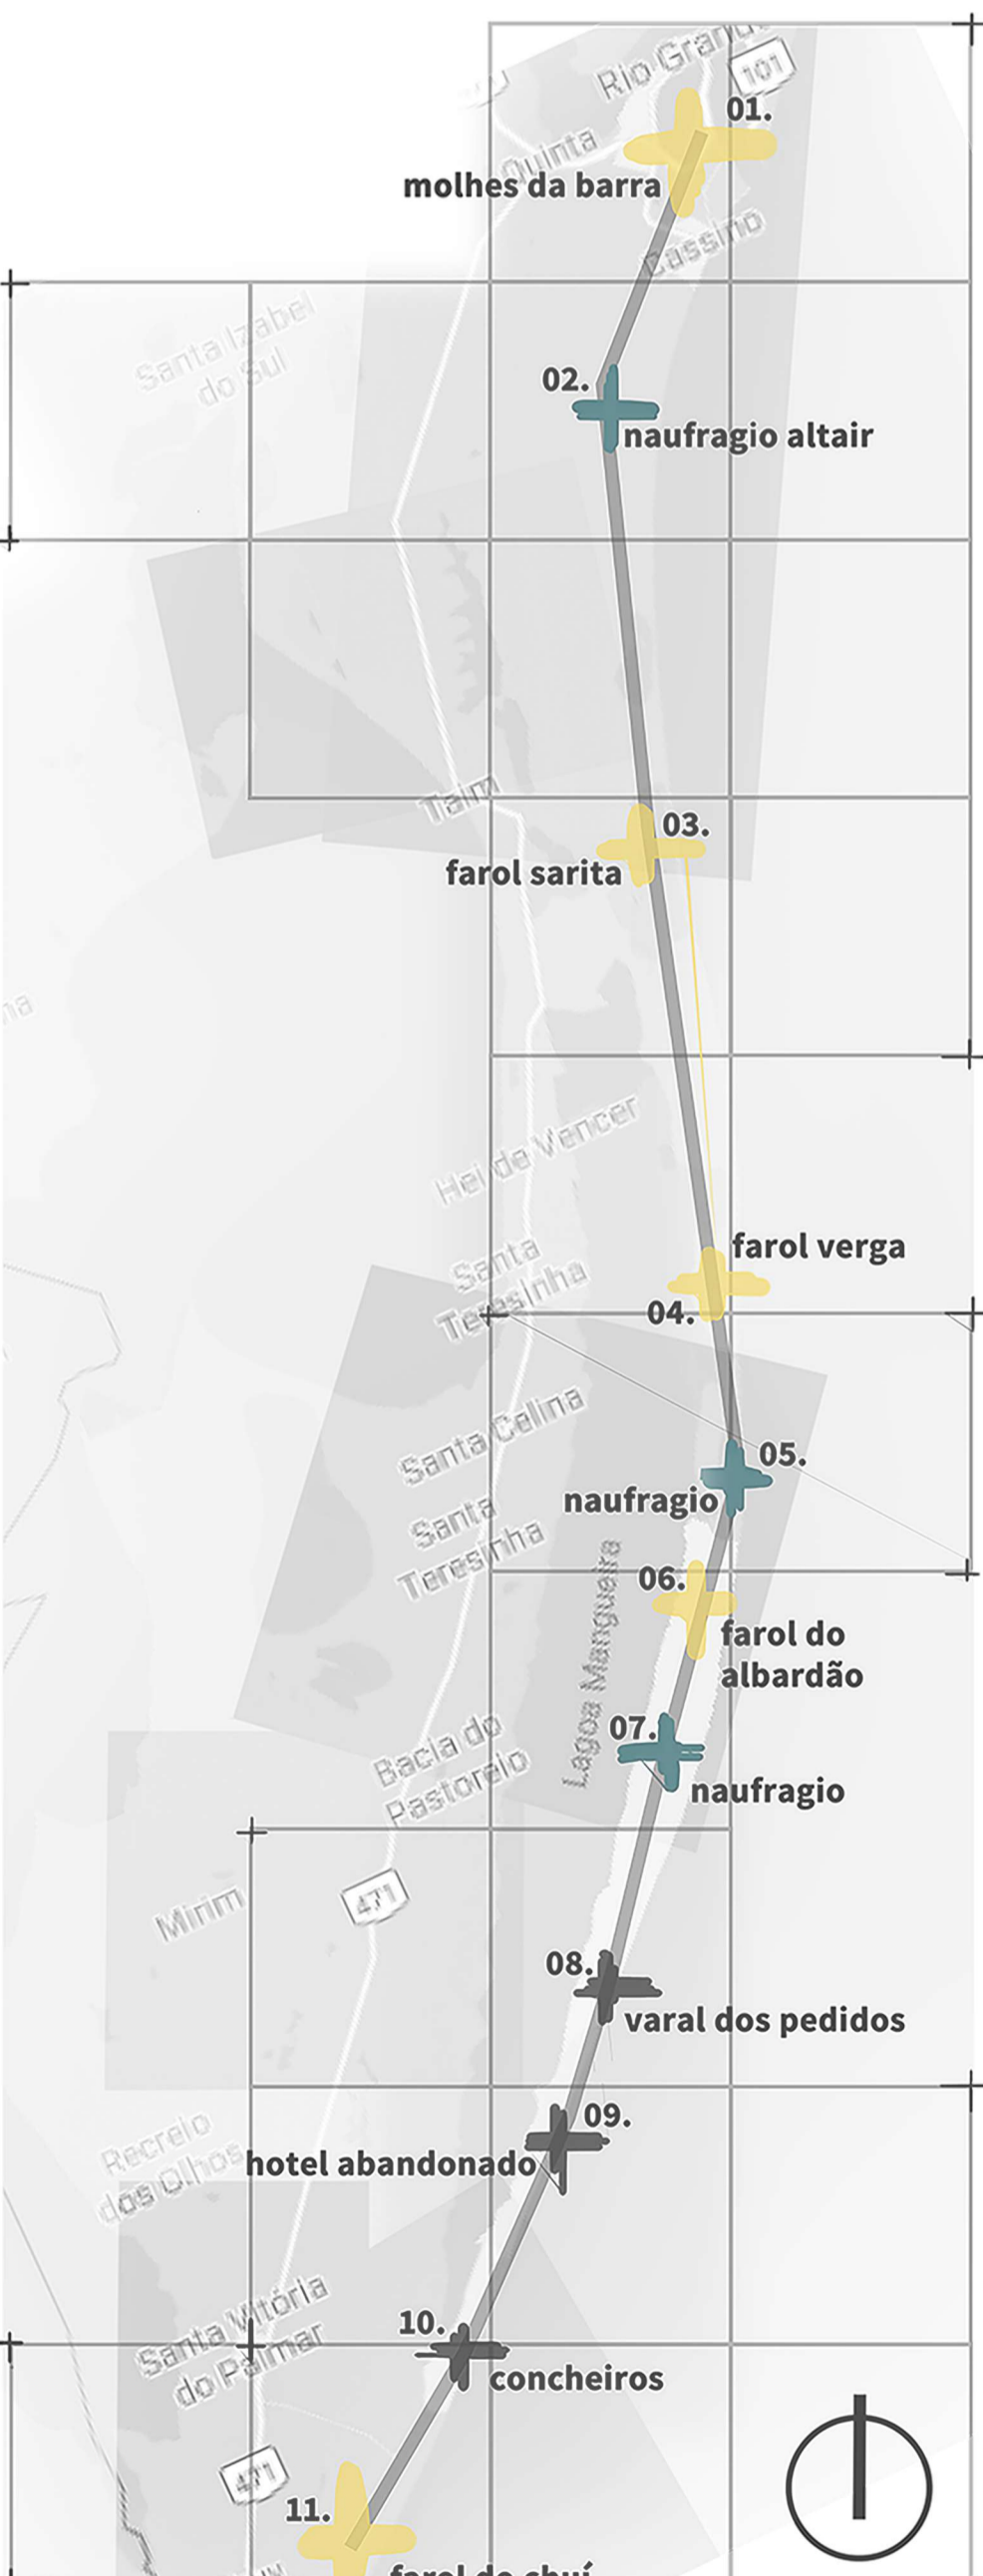 Rio Grande
101
01.
Quinta
molhes da barra
Cassino
Santa Izabel
do Sul
02.
naufragio altair
Taim
03.
farol sarita
Hei de Vencer
farol verga
Santa
Teresinha
04.
Santa Celina
05.
naufragio
Santa
Teresinha
06.
Lagoa Mangueira
farol do
albardão
07.
Bacia do
Pastoreio
naufragio
471
Mirim
08.
varal dos pedidos
09.
Recreio
dos Olhos
hotel abandonado
Santa Vitória
do Palmar
10.
concheiros
471
11.
farol do chuí